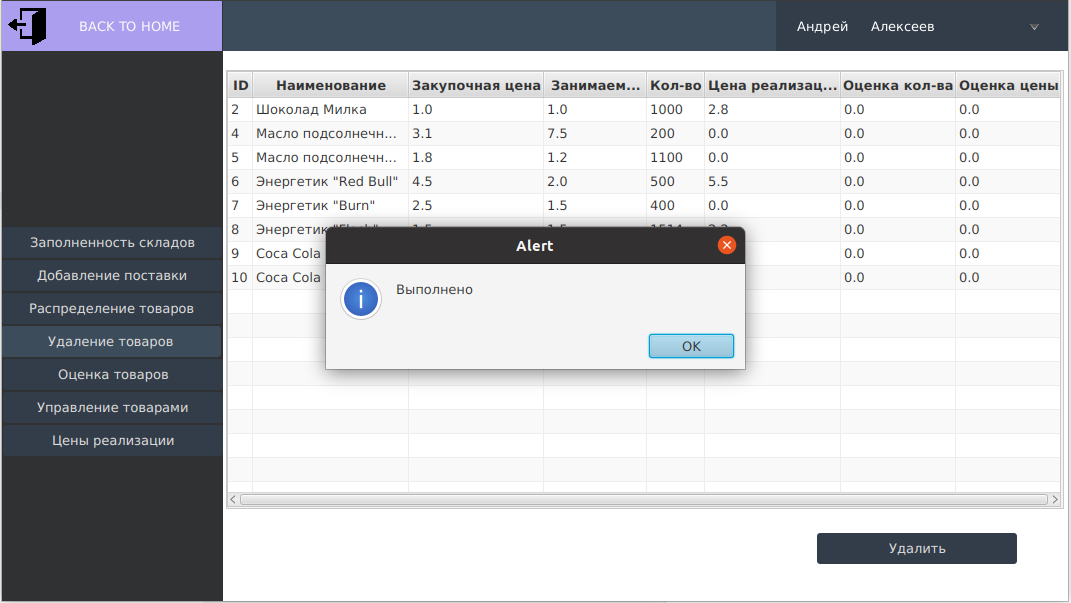 BACK TO HOME
Андрей Алексеев
ID Наименование Закупочная цена Занимаем... Кол-во Цена реализац... Оценка кол-ва Оценка цены
2 Шоколад Милка 1.0 1.0 1000 2.8 0.0 0.0
4 Масло подсолнечн... 3.1 7.5 200 0.0 0.0 0.0
5 Масло подсолнечн... 1.8 1.2 1100 0.0 0.0 0.0
6 Энергетик "Red Bull" 4.5 2.0 500 5.5 0.0 0.0
7 Энергетик "Burn" 2.5 1.5 400 0.0 0.0 0.0
8 Энергетик 0.0 0.0
9 Coca Cola 0.0 0.0
10 Coca Cola 0.0 0.0
Заполненность складов
Добавление поставки
Распределение товаров
Удаление товаров
Оценка товаров
Управление товарами
Цены реализации
Alert
i
Выполнено
OK
Удалить